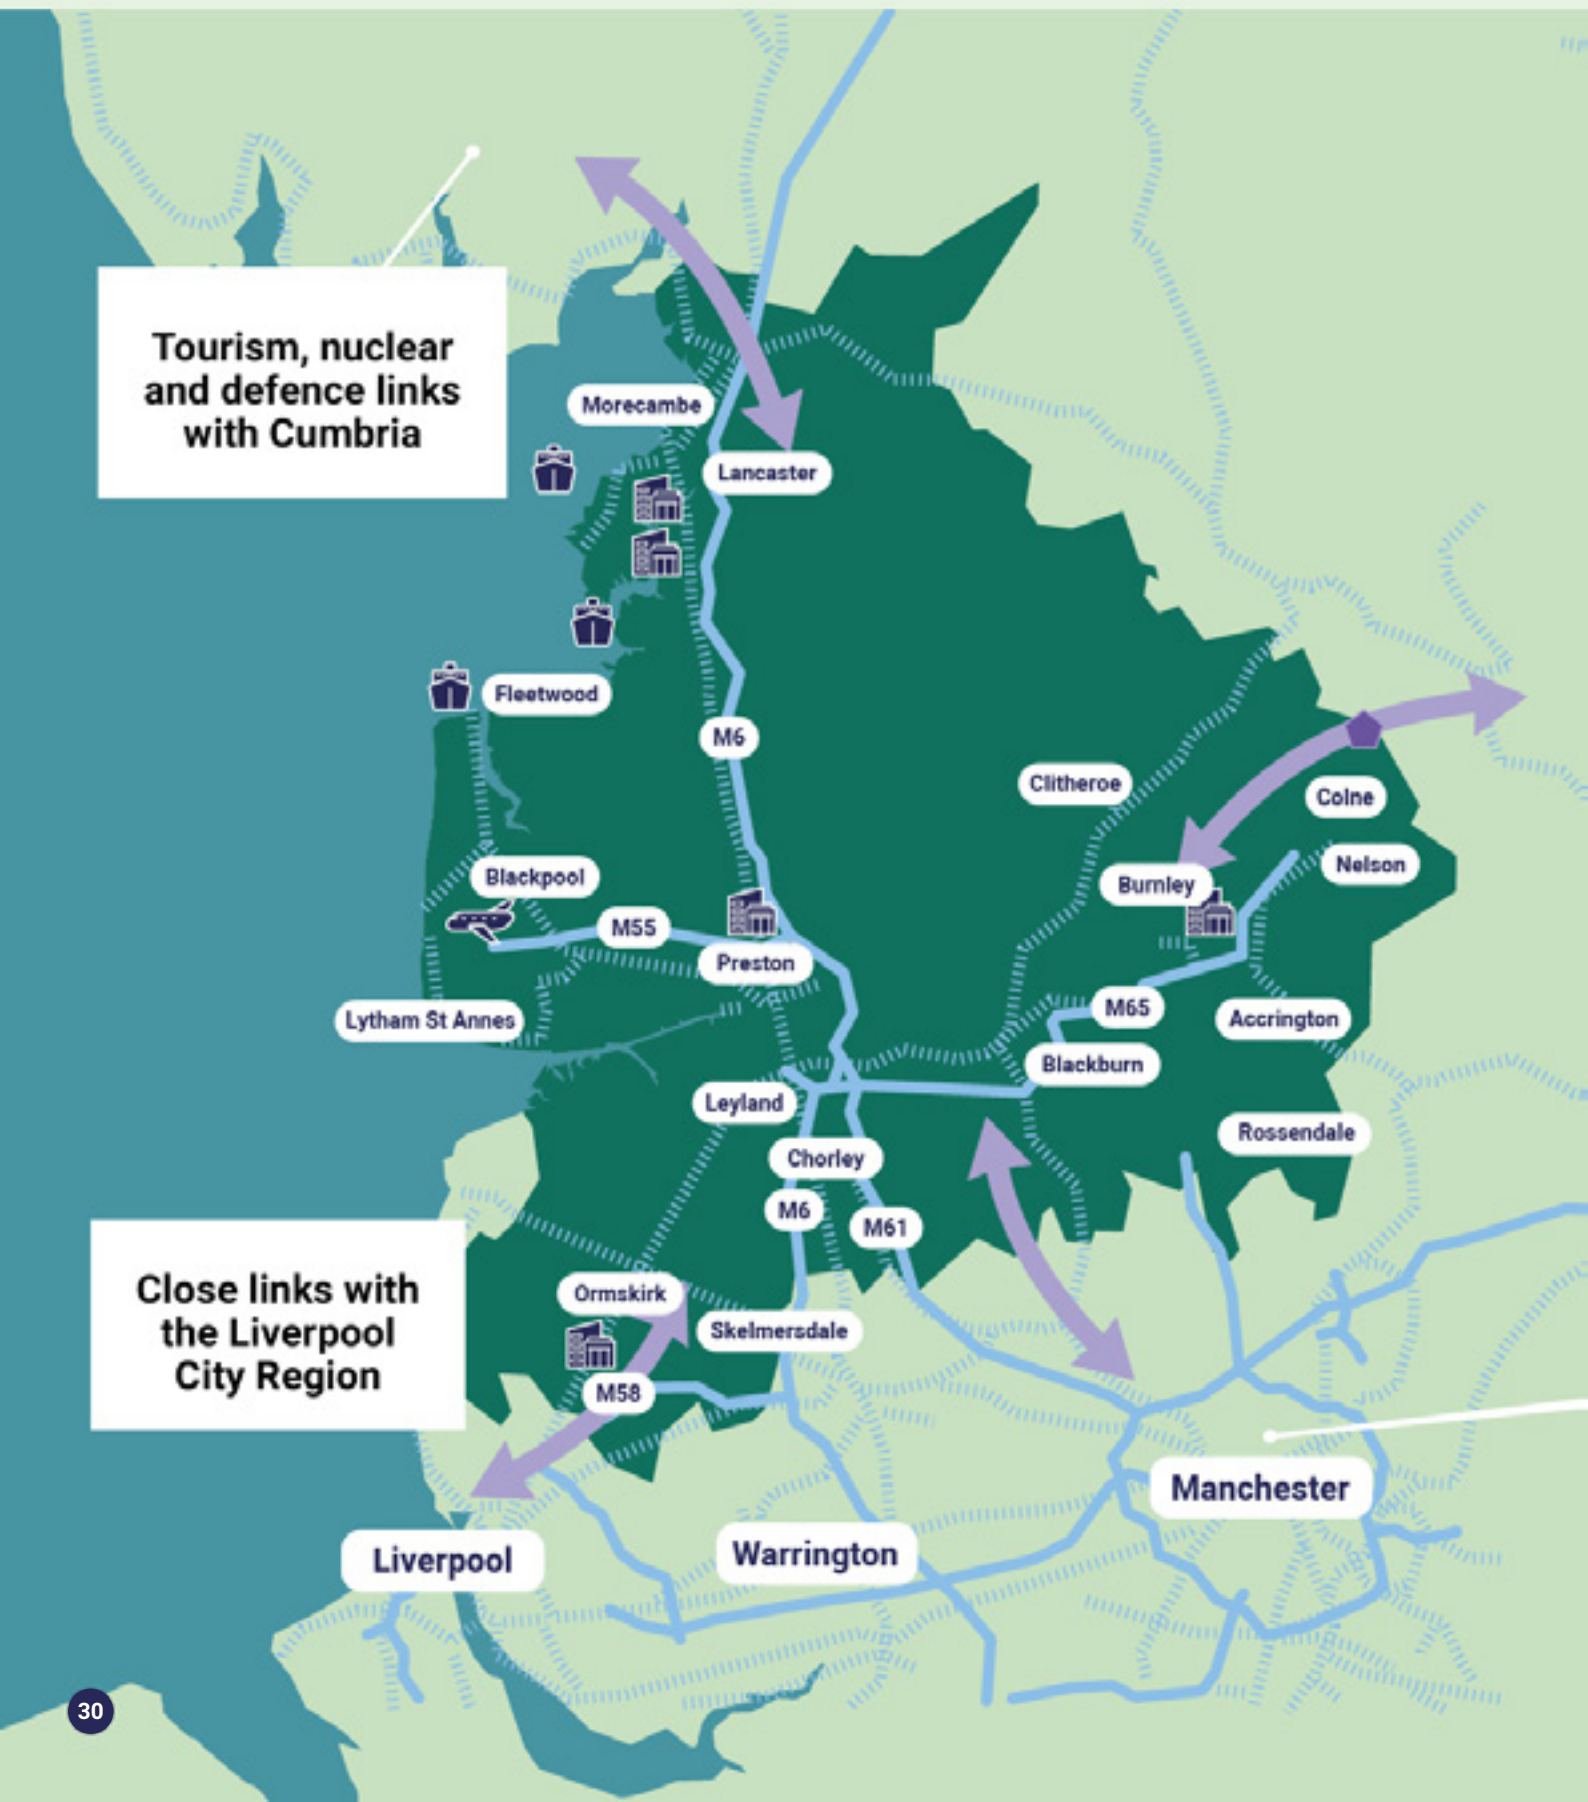 Tourism, nuclear
and defence links
with Cumbria
Morecambe
Lancaster
Fleetwood
M6
Clitheroe
Colne
Nelson
Blackpool
Burnley
M55
Preston
M65
Lytham St Annes
Accrington
Blackburn
Leyland
Rossendale
Chorley
M6
M61
Close links with
the Liverpool
City Region
Ormskirk
Skelmersdale
M58
Manchester
Liverpool
Warrington
30